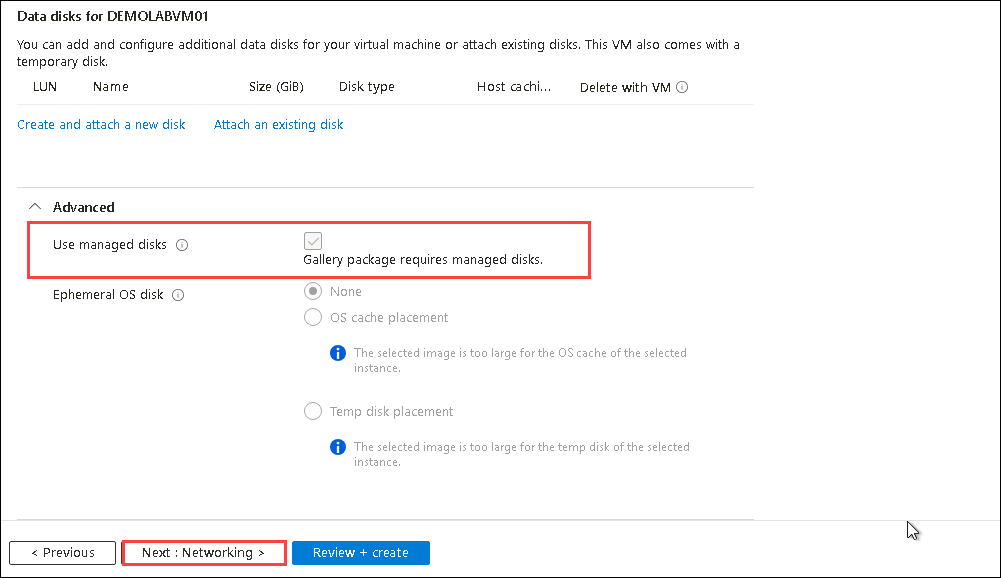 Data disks for DEMOLABVM01
You can add and configure additional data disks for your virtual machine or attach existing disks. This VM also comes with a
temporary disk.
LUN Name Size (GiB) Disk type Host cachi... Delete with VM
Create and attach a new disk Attach an existing disk
Advanced
Use managed disks
Gallery package requires managed disks.
Ephemeral OS disk
None
OS cache placement
The selected image is too large for the OS cache of the selected
instance.
Temp disk placement
The selected image is too large for the temp disk of the selected
instance.
< Previous Next : Networking > Review + create